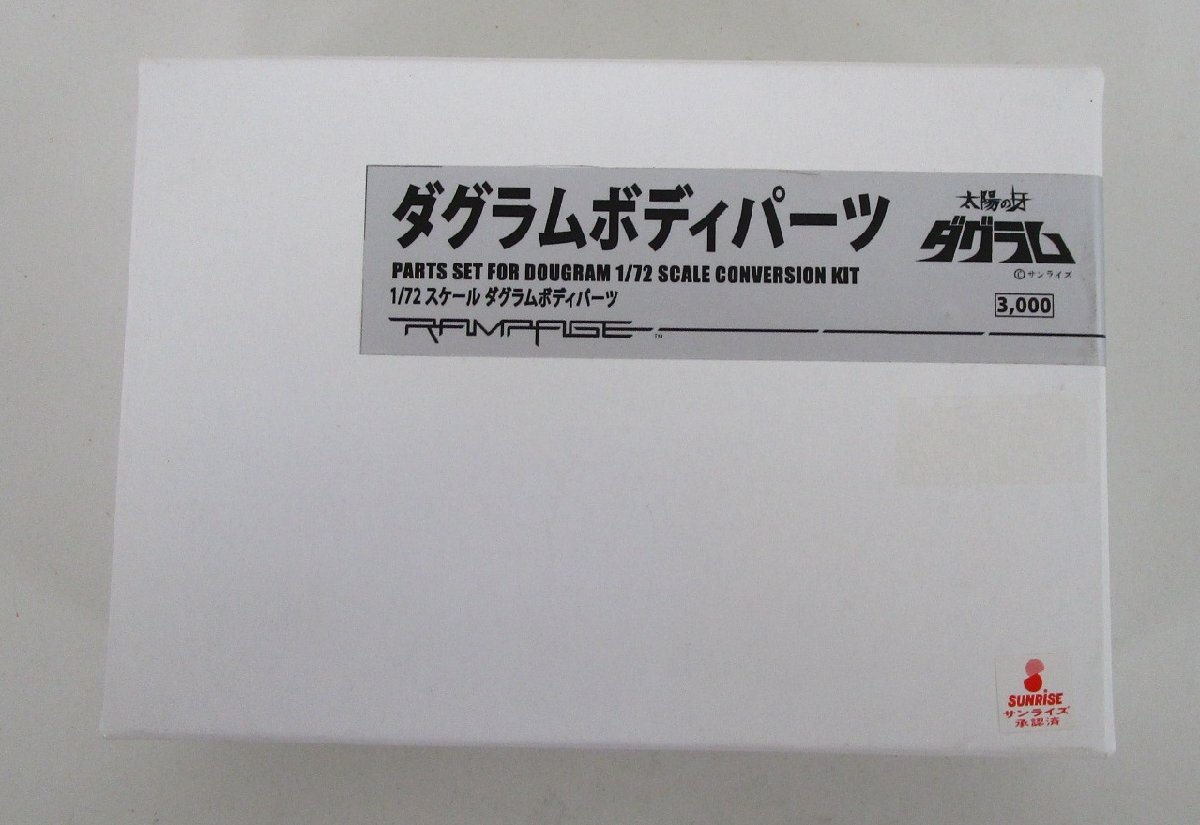 ダグラムボディパーツ
PARTS SET FOR DOUGRAM 1/72 SCALE CONVERSION KIT
1/72 スケール ダグラムボディパーツ
RAMPAGE TM
太陽の牙
ダグラム
©サンライズ
3,000
SUNRiSE
サンライズ
承認済